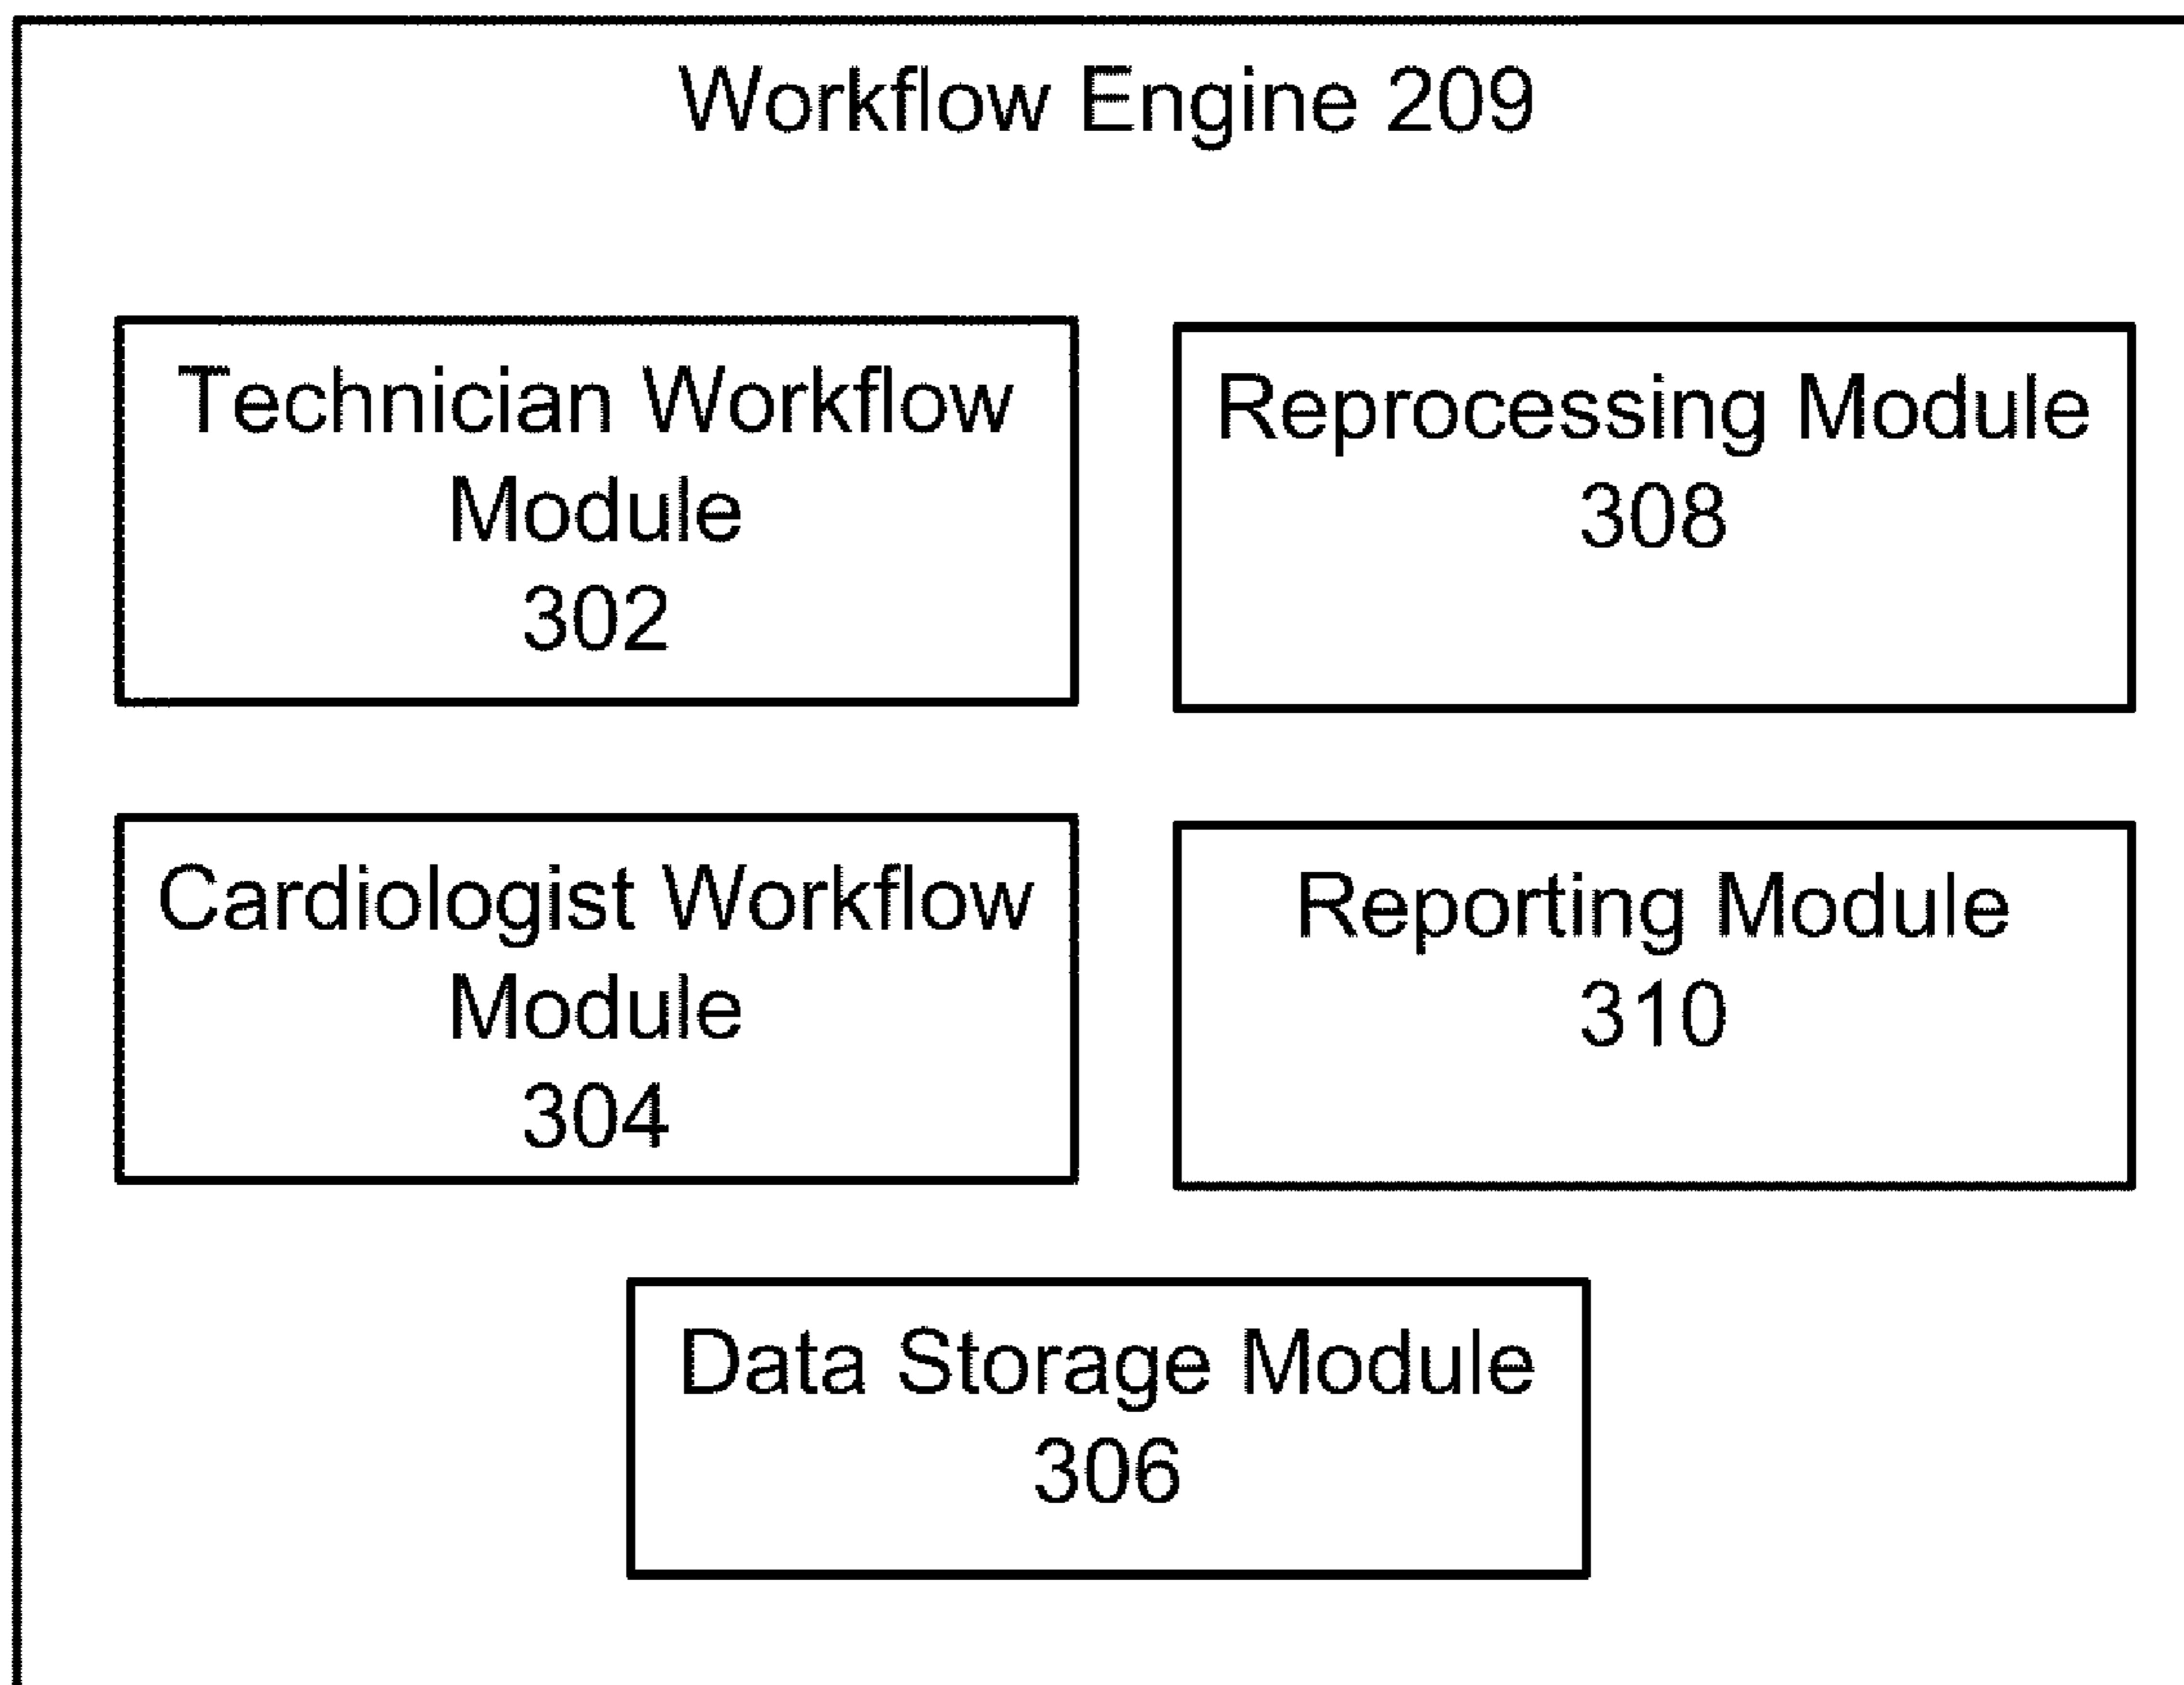 Workflow Engine 209
Technician Workflow
Module
302
Reprocessing Module
308
Cardiologist Workflow
Module
304
Reporting Module
310
Data Storage Module
306